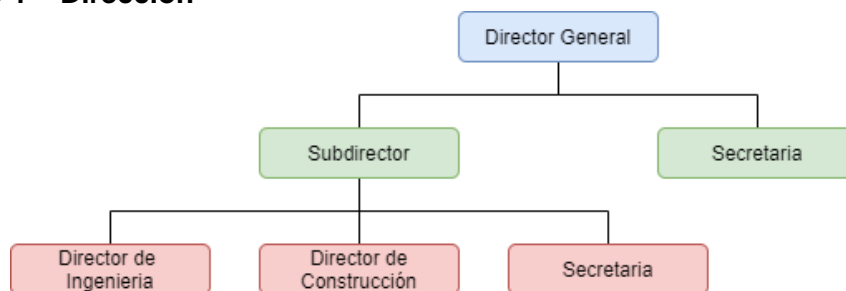 Dirección
Director General
Subdirector
Secretaria
Director de
Ingenieria
Director de
Construcción
Secretaria